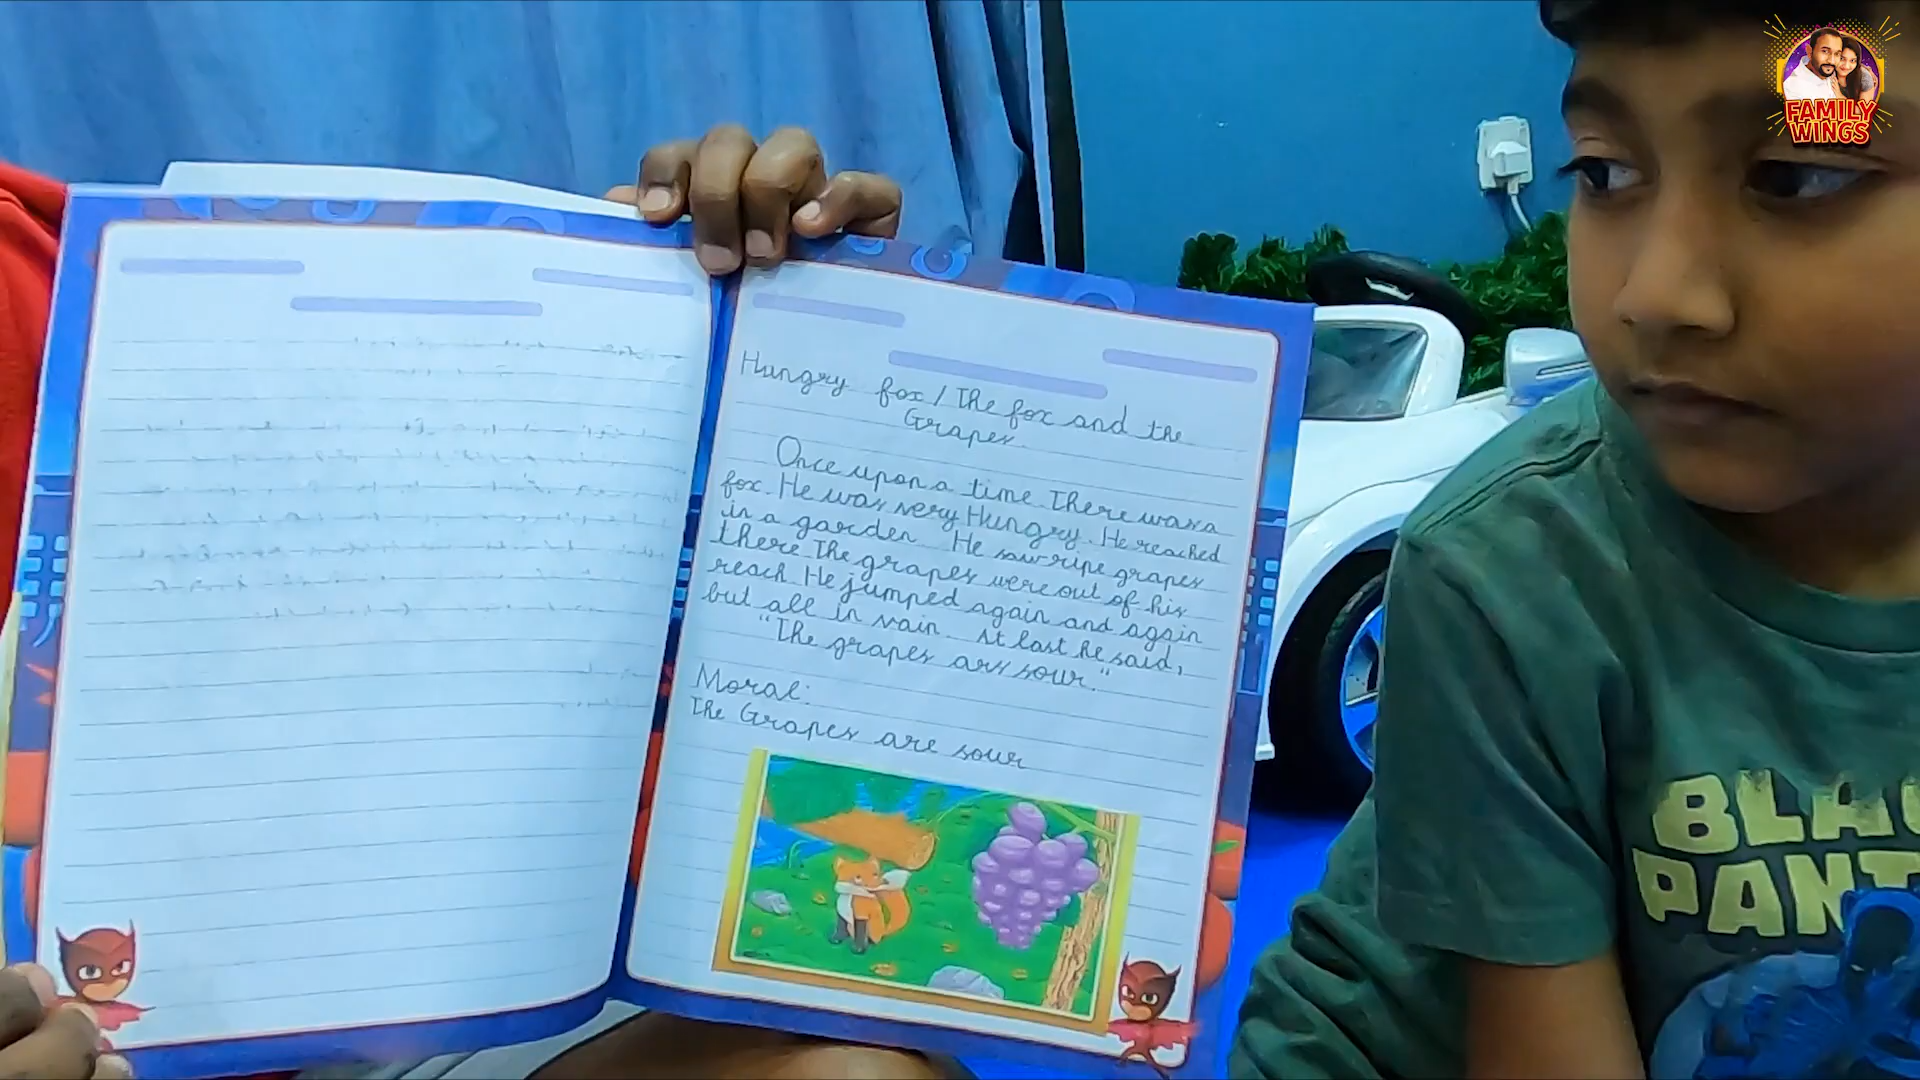 Hungry fox / The fox and the
Grapes
Once upon a time There was a
fox. He was very Hungry. He reached
in a garden. He saw ripe grapes
there The grapes were out of his
reach. He jumped again and again
but all in vain. At last he said,
"The grapes ars sour."
Moral:
The Grapes are sour
FAMILY
WINGS
BLA
PANT